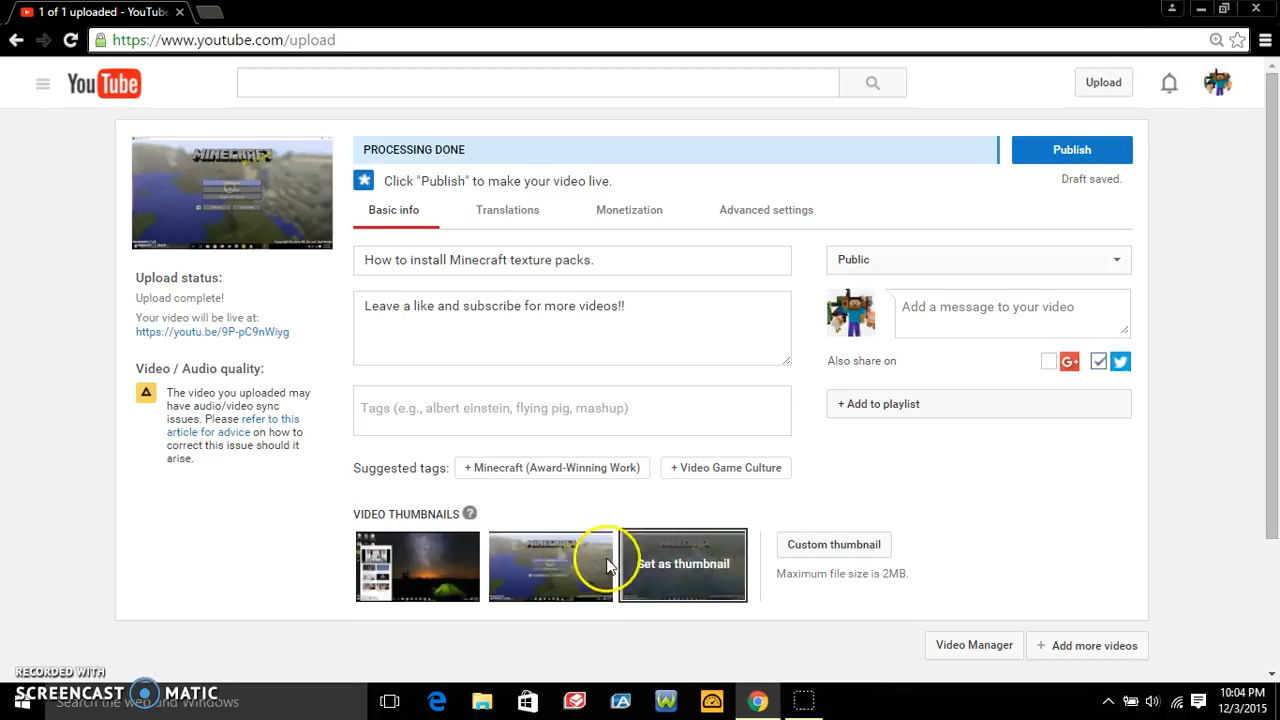 1 of 1 uploaded - YouTube
https://www.youtube.com/upload
YouTube
Upload
PROCESSING DONE
Publish
Click "Publish" to make your video live.
Draft saved.
Basic info
Translations
Monetization
Advanced settings
MINECRAFT
How to install Minecraft texture packs.
Public
Upload status:
Upload complete!
Your video will be live at:
https://youtu.be/9P-pC9nWiyg
Leave a like and subscribe for more videos!!
Add a message to your video
Also share on
Video / Audio quality:
The video you uploaded may
have audio/video sync
issues. Please refer to this
article for advice on how to
correct this issue should it
arise.
Tags (e.g., albert einstein, flying pig, mashup)
+ Add to playlist
Suggested tags:
+ Minecraft (Award-Winning Work)
+ Video Game Culture
VIDEO THUMBNAILS
MINECRAFT
Set as thumbnail
Custom thumbnail
Maximum file size is 2MB.
Video Manager
+ Add more videos
RECORDED WITH
SCREENCAST MATIC
Search the web and Windows
10:04 PM
12/3/2015